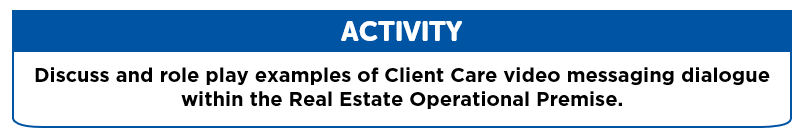 ACTIVITY
Discuss and role play examples of Client Care video messaging dialogue
within the Real Estate Operational Premise.